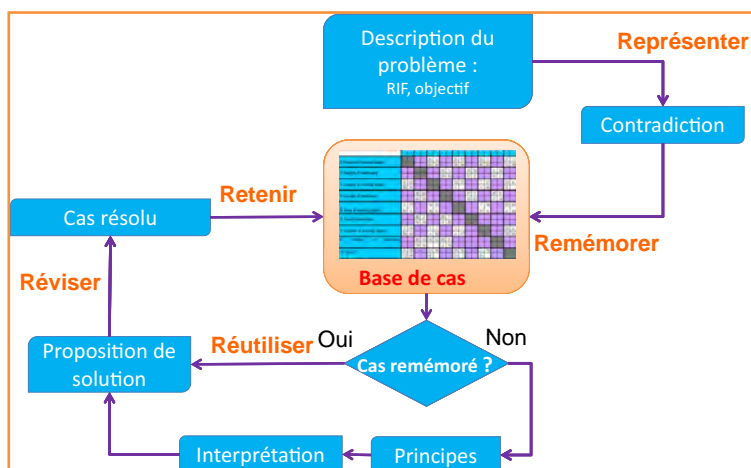 Description du
problème :
RIF, objectif
Représenter
Contradiction
Retenir
Cas résolu
Remémorer
Base de cas
Réviser
Réutiliser
Oui
Non
Proposition de
solution
Cas remémoré ?
Interprétation
Principes